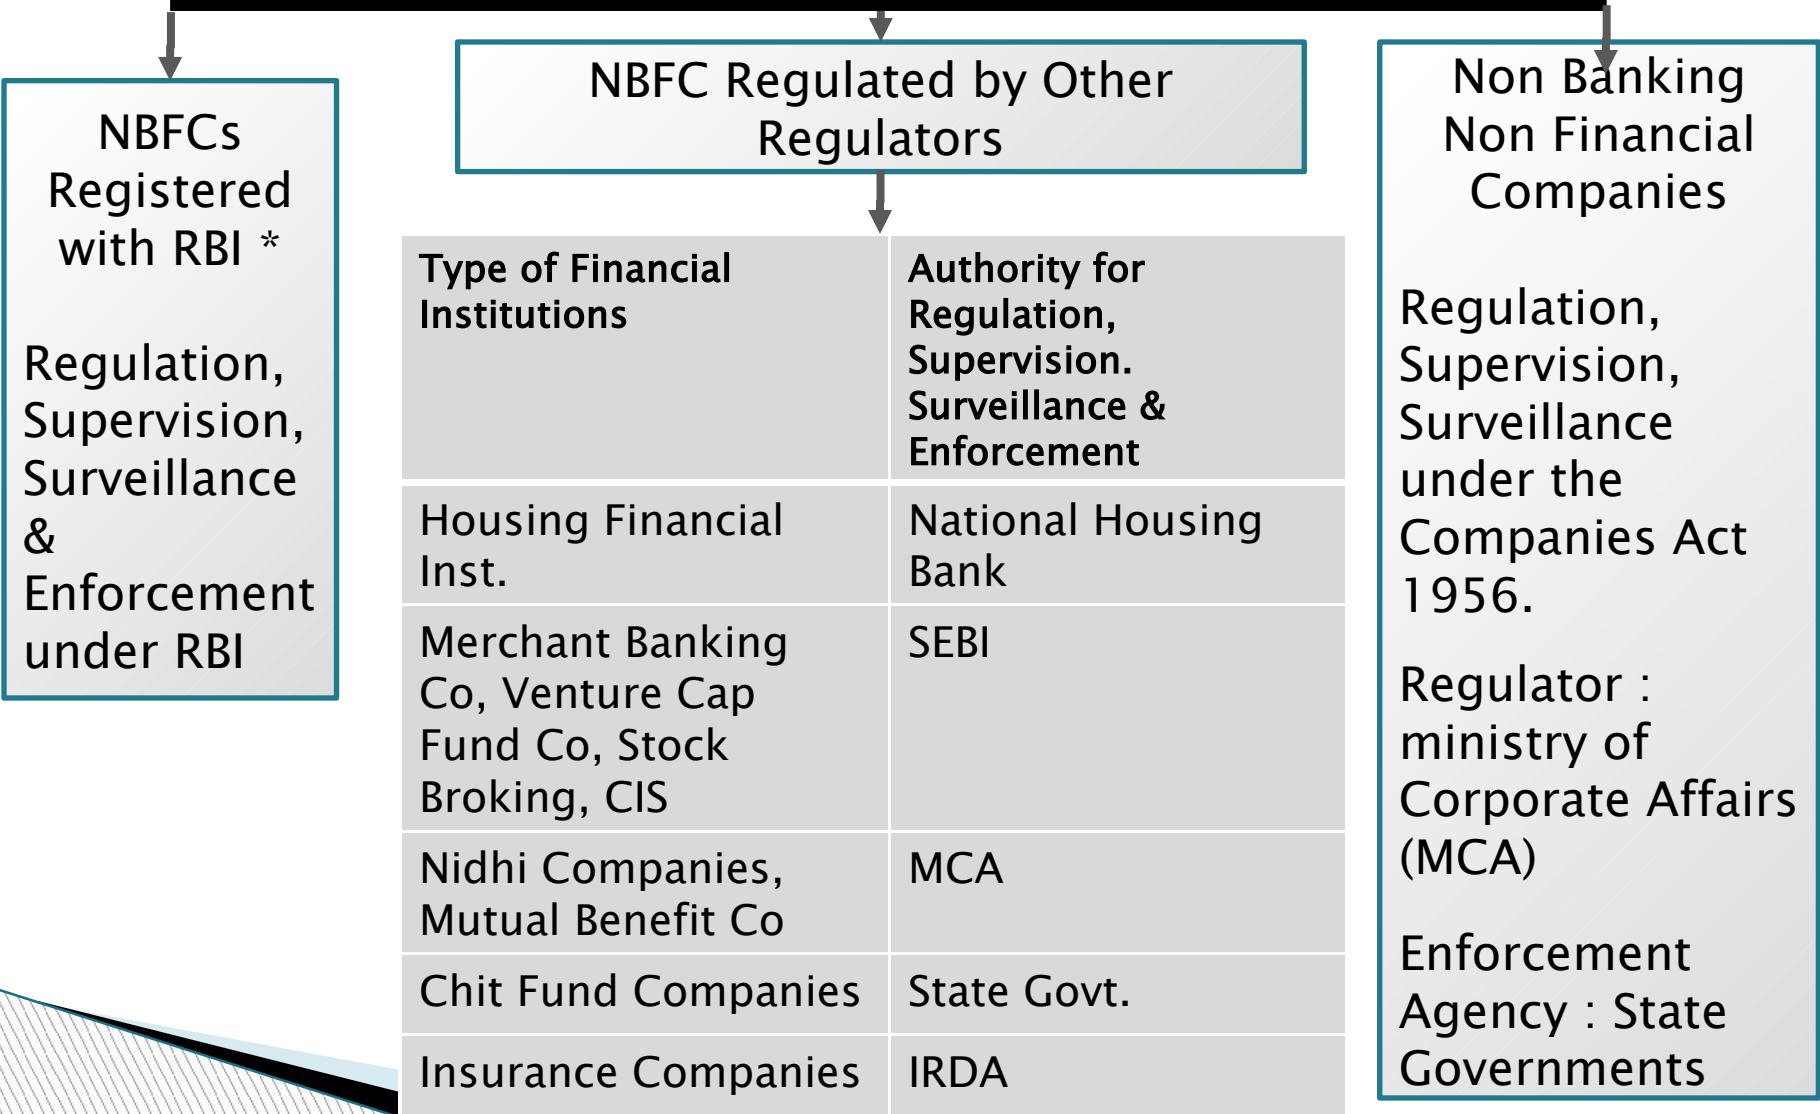 NBFCs
Registered
with RBI *
Regulation,
Supervision,
Surveillance
&
Enforcement
under RBI
NBFC Regulated by Other
Regulators
Type of Financial
Institutions
Authority for
Regulation,
Supervision.
Surveillance &
Enforcement
Housing Financial
Inst.
National Housing
Bank
Merchant Banking
Co, Venture Cap
Fund Co, Stock
Broking, CIS
SEBI
Nidhi Companies,
Mutual Benefit Co
MCA
Chit Fund Companies
State Govt.
Insurance Companies
IRDA
Non Banking
Non Financial
Companies
Regulation,
Supervision,
Surveillance
under the
Companies Act
1956.
Regulator :
ministry of
Corporate Affairs
(MCA)
Enforcement
Agency : State
Governments